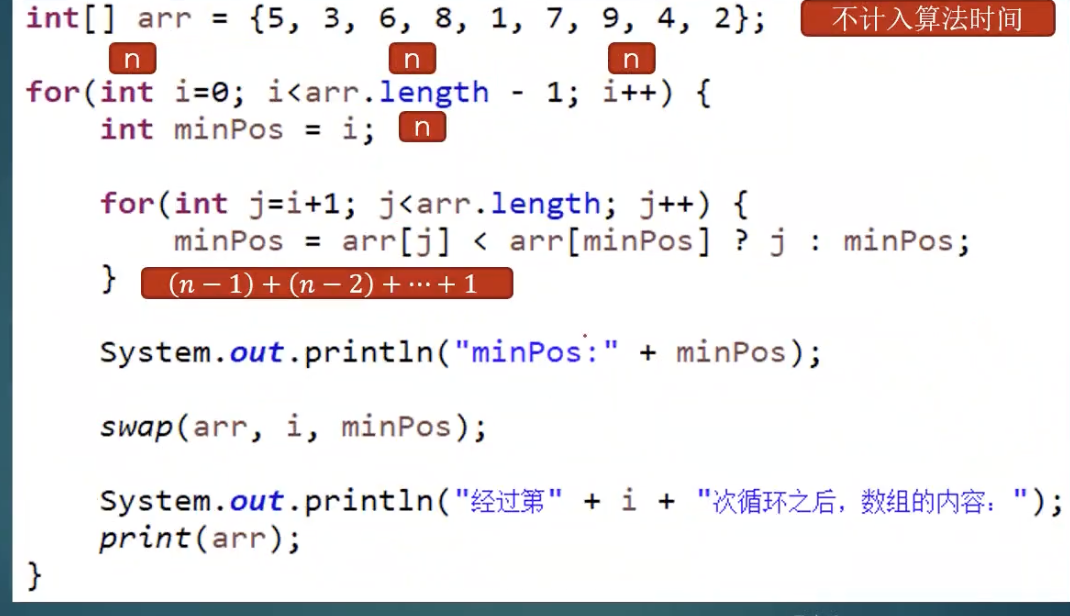 int[] arr = {5, 3, 6, 8, 1, 7, 9, 4, 2}; 不计入算法时间
n n n
for(int i=0; i<arr.length - 1; i++) {
int minPos = i; n
for(int j=i+1; j<arr.length; j++) {
minPos = arr[j] < arr[minPos] ? j : minPos;
} (n − 1) + (n − 2) + ⋯ + 1
System.out.println("minPos:" + minPos);
swap(arr, i, minPos);
System.out.println("经过第" + i + "次循环之后，数组的内容：");
print(arr);
}